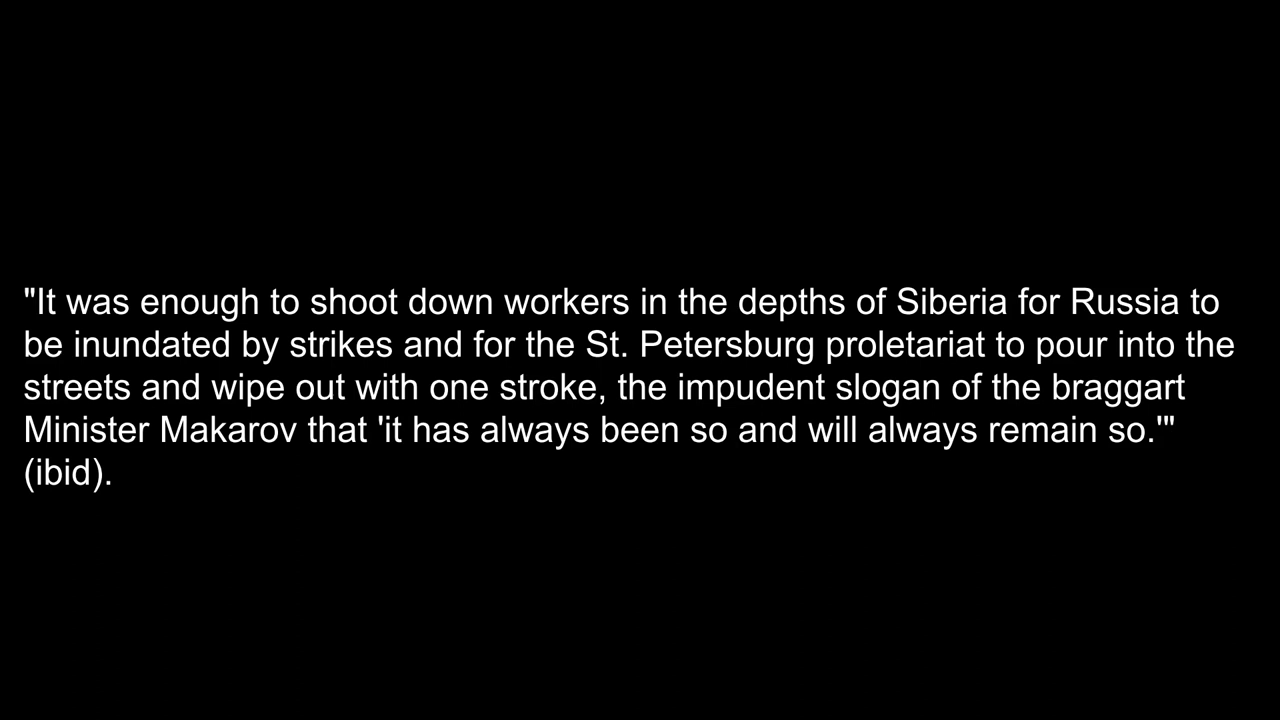 "It was enough to shoot down workers in the depths of Siberia for Russia to
be inundated by strikes and for the St. Petersburg proletariat to pour into the
streets and wipe out with one stroke, the impudent slogan of the braggart
Minister Makarov that 'it has always been so and will always remain so.'"
(ibid).